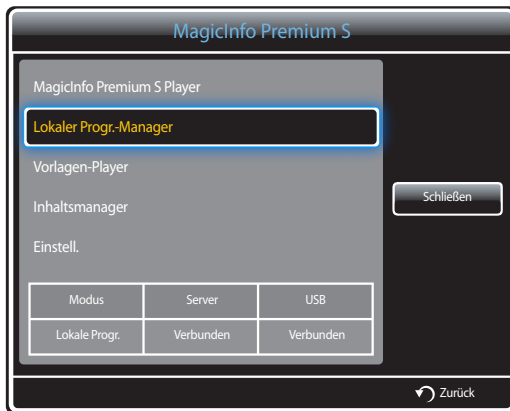 MagicInfo Premium S
MagicInfo Premium S Player
Lokaler Progr.-Manager
Vorlagen-Player
Inhaltsmanager
Einstell.
Schließen
Modus Server USB
Lokale Progr. Verbunden Verbunden
Zurück